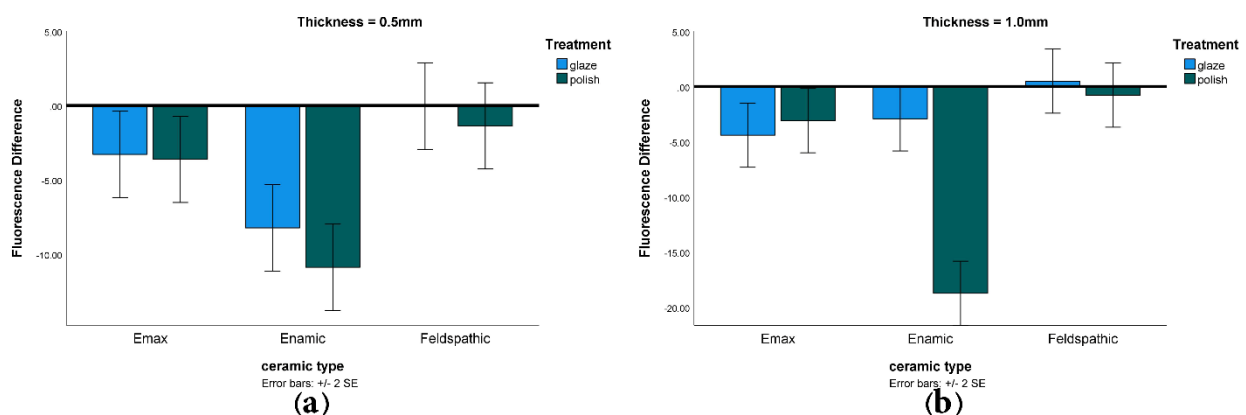 Thickness = 0.5mm
5.00
.00
-5.00
-10.00
Fluorescence Difference
Treatment
glaze
polish
Emax
Enamic
Feldspathic
ceramic type
Error bars: +/- 2 SE
(a)
Thickness = 1.0mm
5.00
.00
-5.00
-10.00
-15.00
-20.00
Fluorescence Difference
Treatment
glaze
polish
Emax
Enamic
Feldspathic
ceramic type
Error bars: +/- 2 SE
(b)